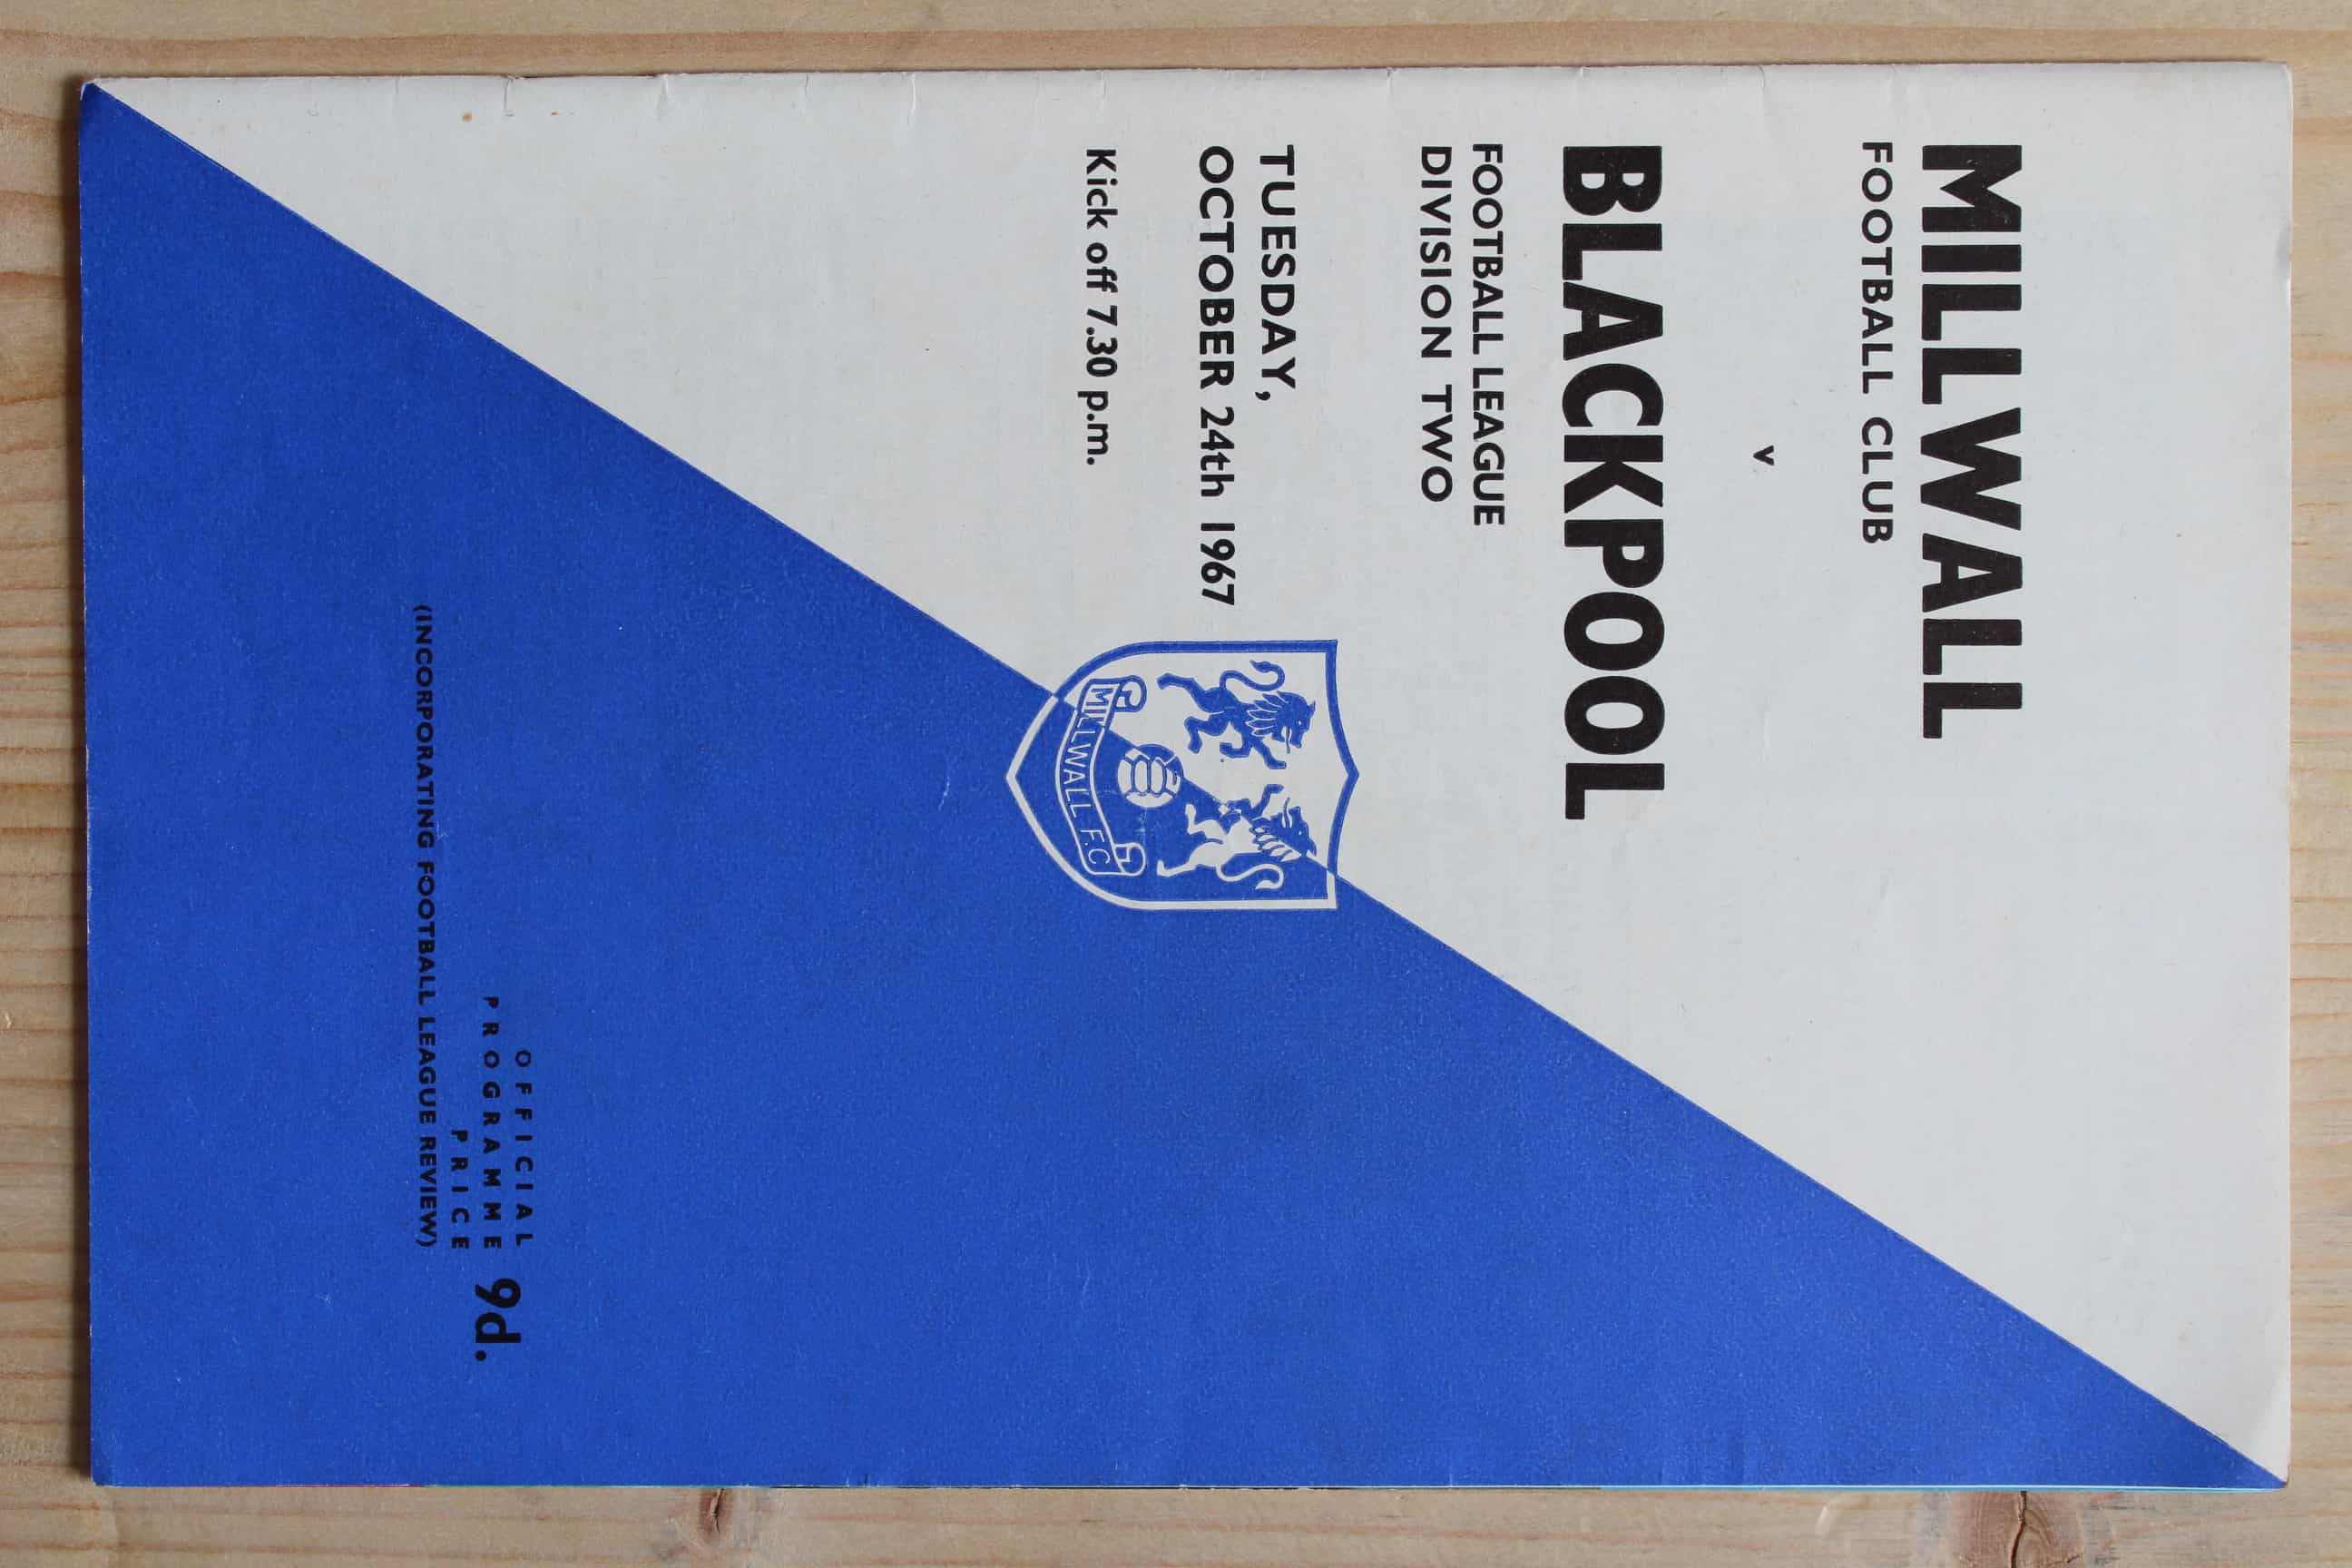 MILLWALL
FOOTBALL CLUB
v
BLACKPOOL
FOOTBALL LEAGUE
DIVISION TWO
TUESDAY,
OCTOBER 24th 1967
Kick off 7.30 p.m.
MILLWALL F.C
OFFICIAL
PROGRAMME
PRICE
9d.
(INCORPORATING FOOTBALL LEAGUE REVIEW)